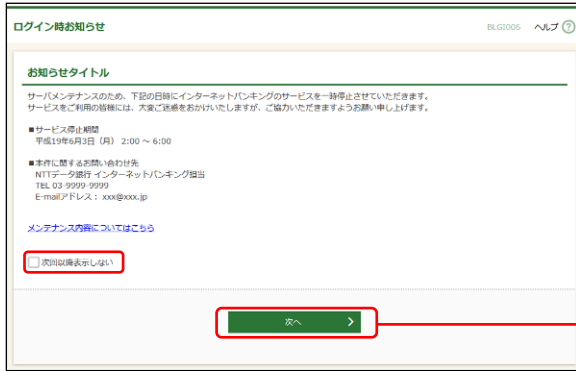 ログイン時お知らせ
BLGI006 ヘルプ ?
お知らせタイトル
サーバメンテナンスのため、下記の日時にインターネットバンキングのサービスを一時停止させていただきます。
サービスをご利用の皆様には、大変ご迷惑をおかけいたしますが、ご協力いただきますようお願い申し上げます。
■サービス停止期間
平成19年6月3日（月） 2:00 ～ 6:00
■本件に関するお問い合わせ先
NTTデータ銀行 インターネットバンキング担当
TEL 03-9999-9999
E-mailアドレス： xxx@xxx.jp
メンテナンス内容についてはこちら
次回以降表示しない
次へ